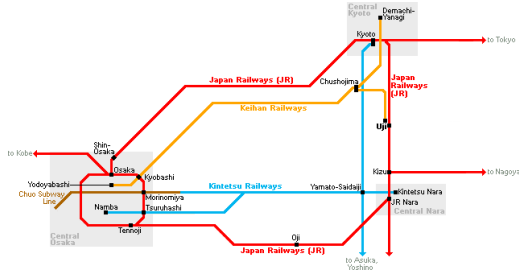 Central
Kyoto
Demachi-
Yanagi
Kyoto
to Tokyo
Chushojima
Japan Railways (JR)
Japan
Railways
(JR)
Keihan Railways
Uji
Shin-
Osaka
to Kobe
Osaka
Kyobashi
Kizu
to Nagoya
Yodoyabashi
Chuo Subway
Line
Morinomiya
Kintetsu Railways
Yamato-Saidaiji
Kintetsu Nara
JR Nara
Central Nara
Namba
Tsuruhashi
Tennoji
Central
Osaka
Oji
Japan Railways (JR)
to Asuka,
Yoshino